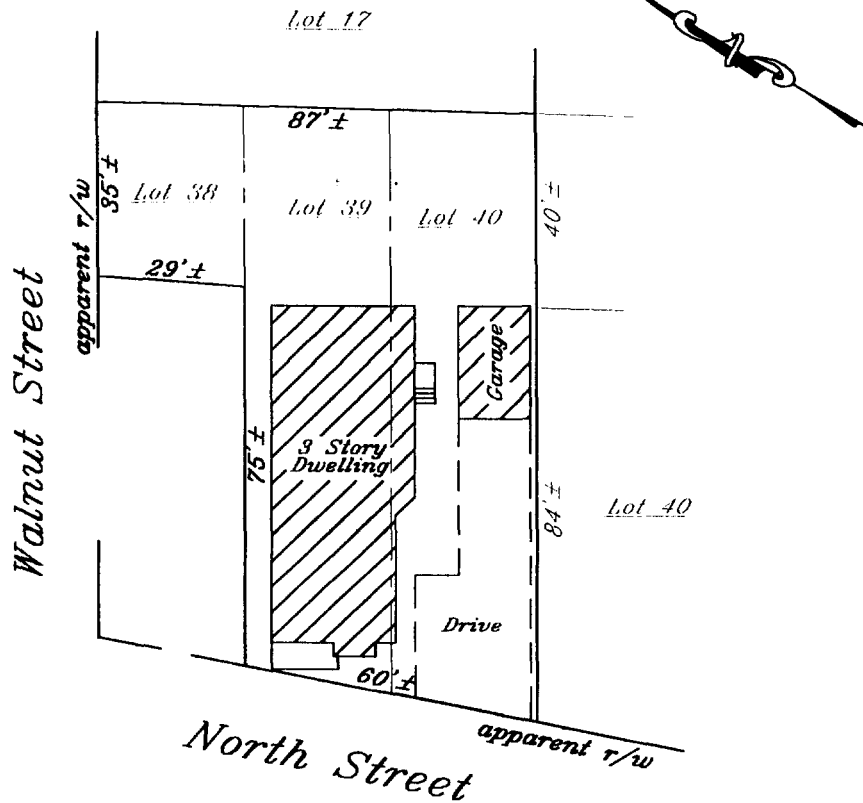 Lot 17
87'±
35'±
apparent r/w
Lot 38
Lot 39
Lot 40
40'±
29'±
Walnut Street
Garage
75'±
3 Story
Dwelling
84'±
Lot 40
Drive
60'±
North Street
apparent r/w